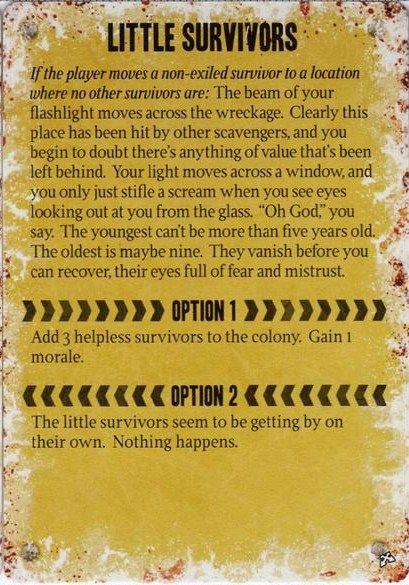 LITTLE SURVIVORS
If the player moves a non-exiled survivor to a location
where no other survivors are: The beam of your
flashlight moves across the wreckage. Clearly this
place has been hit by other scavengers, and you
begin to doubt there's anything of value that's been
left behind. Your light moves across a window, and
you only just stifle a scream when you see eyes
looking out at you from the glass. "Oh God," you
say. The youngest can't be more than five years old.
The oldest is maybe nine. They vanish before you
can recover, their eyes full of fear and mistrust.
OPTION 1
Add 3 helpless survivors to the colony. Gain 1
morale.
OPTION 2
The little survivors seem to be getting by on
their own. Nothing happens.